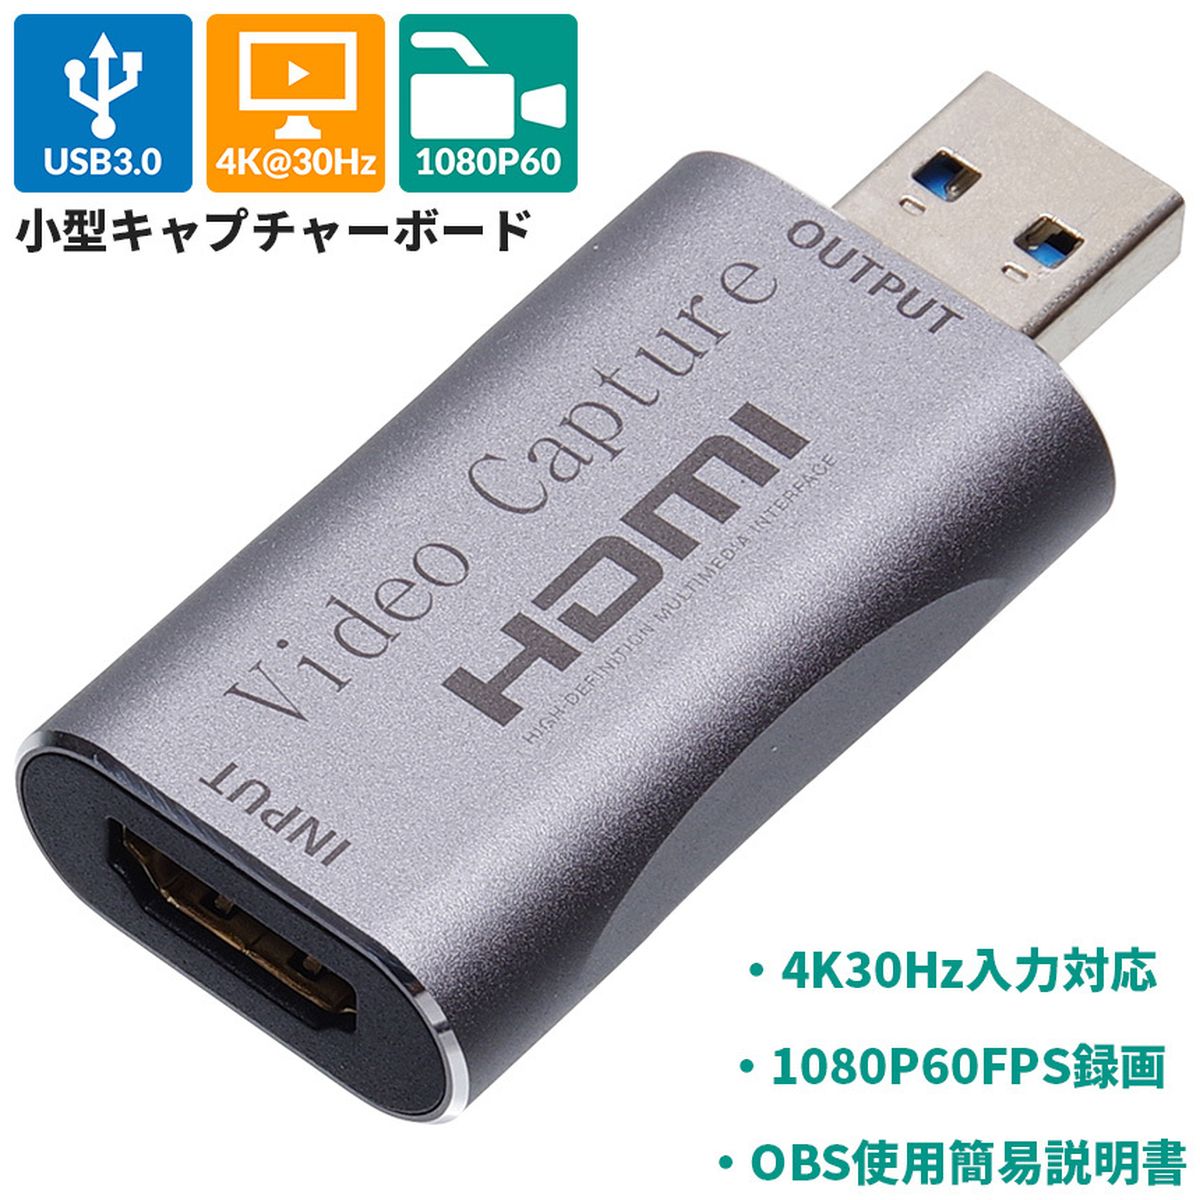 USB3.0
4K@30Hz
1080P60
小型キャプチャーボード
OUTPUT
Video Capture
HDMI
HIGH-DEFINITION MULTIMEDIA INTERFACE
INPUT
・4K30Hz入力対応
・1080P60FPS録画
・OBS使用簡易説明書